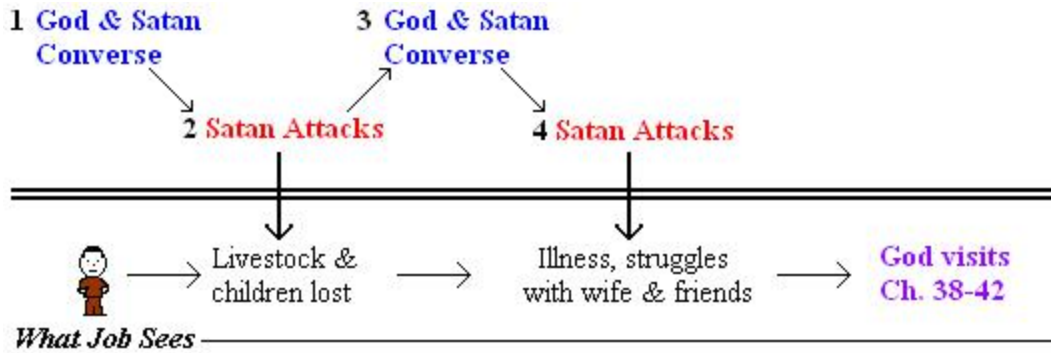 1 God & Satan
Converse
3 God & Satan
Converse
2 Satan Attacks
4 Satan Attacks
Livestock &
children lost
Illness, struggles
with wife & friends
God visits
Ch. 38-42
What Job Sees